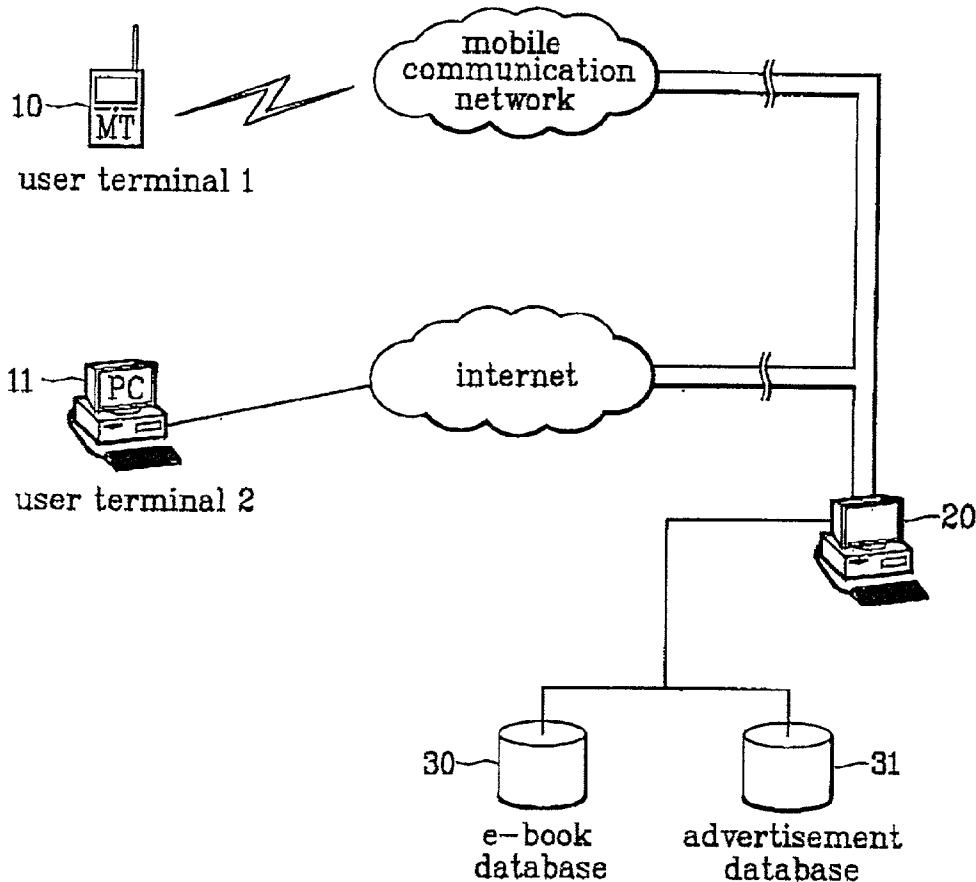 mobile
communication
network
10
MT
user terminal 1
11
PC
internet
user terminal 2
20
30
31
e-book
database
advertisement
database